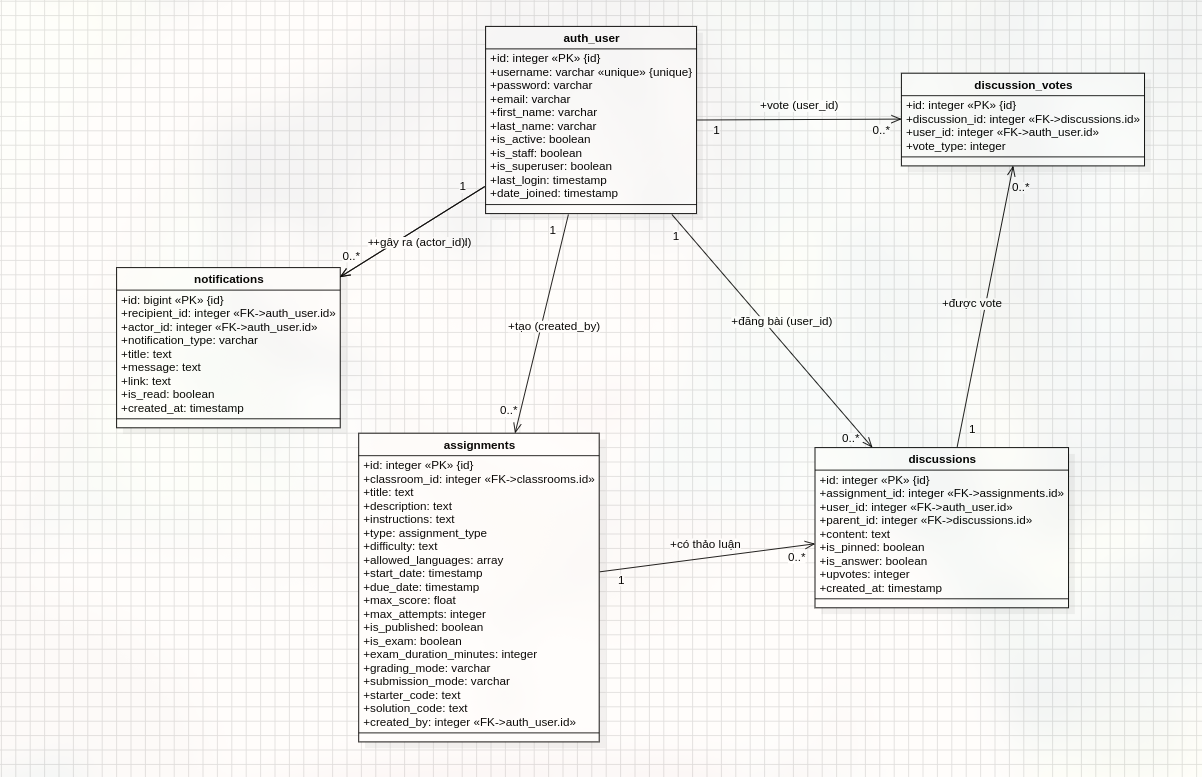 auth_user
+id: integer «PK» {id}
+username: varchar «unique» {unique}
+password: varchar
+email: varchar
+first_name: varchar
+last_name: varchar
+is_active: boolean
+is_staff: boolean
+is_superuser: boolean
+last_login: timestamp
+date_joined: timestamp
discussion_votes
+id: integer «PK» {id}
+discussion_id: integer «FK->discussions.id»
+user_id: integer «FK->auth_user.id»
+vote_type: integer
+vote (user_id)
1
0..*
0..*
1
0..*
1
1
++gây ra (actor_id)l)
notifications
+id: bigint «PK» {id}
+recipient_id: integer «FK->auth_user.id»
+actor_id: integer «FK->auth_user.id»
+notification_type: varchar
+title: text
+message: text
+link: text
+is_read: boolean
+created_at: timestamp
+tạo (created_by)
+đăng bài (user_id)
+được vote
0..*
0..*
1
assignments
+id: integer «PK» {id}
+classroom_id: integer «FK->classrooms.id»
+title: text
+description: text
+instructions: text
+type: assignment_type
+difficulty: text
+allowed_languages: array
+start_date: timestamp
+due_date: timestamp
+max_score: float
+max_attempts: integer
+is_published: boolean
+is_exam: boolean
+exam_duration_minutes: integer
+grading_mode: varchar
+submission_mode: varchar
+starter_code: text
+solution_code: text
+created_by: integer «FK->auth_user.id»
+có thảo luận
1
0..*
discussions
+id: integer «PK» {id}
+assignment_id: integer «FK->assignments.id»
+user_id: integer «FK->auth_user.id»
+parent_id: integer «FK->discussions.id»
+content: text
+is_pinned: boolean
+is_answer: boolean
+upvotes: integer
+created_at: timestamp